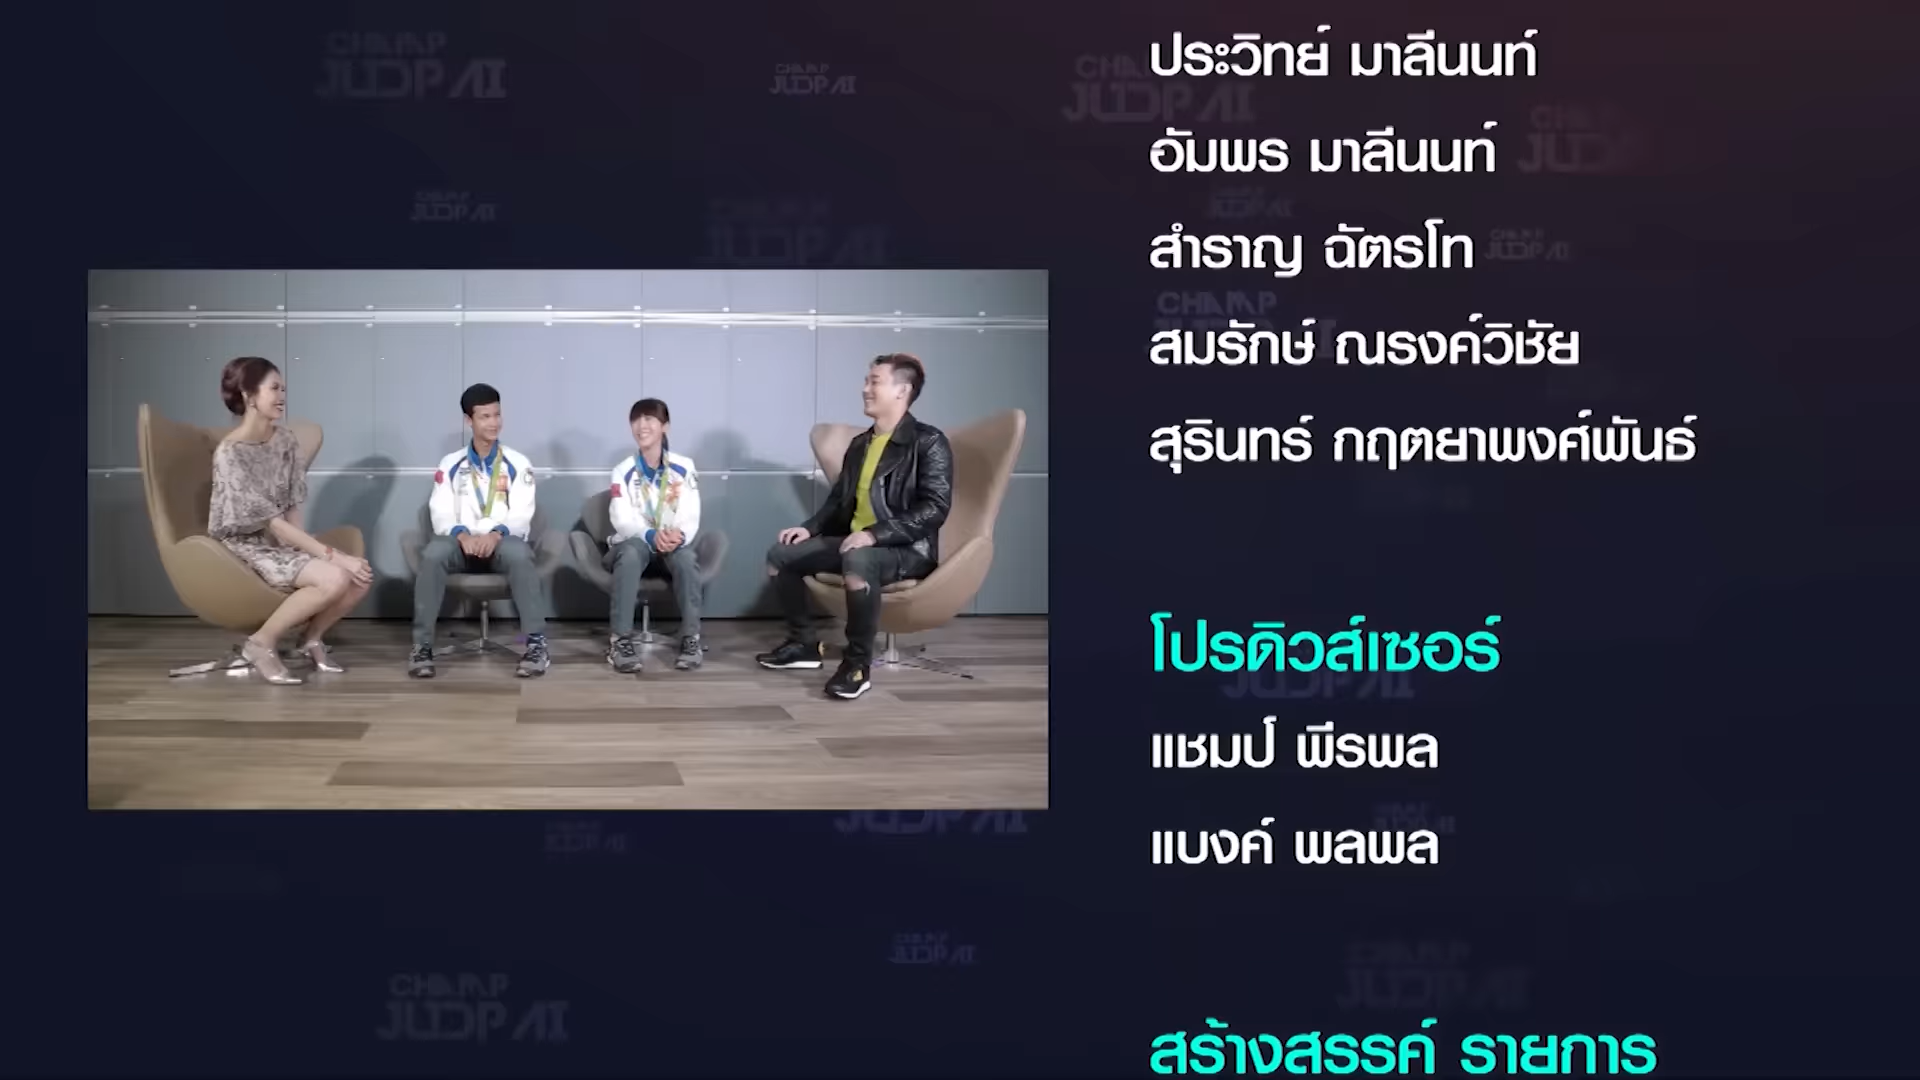 ประวิทย์ มาลีนนท์
อัมพร มาลีนนท์
สำราญ ฉัตรโท
สมรักษ์ ณรงค์วิชัย
สุรินทร์ กฤตยาพงศ์พันธ์
โปรดิวส์เซอร์
แชมป์ พีรพล
แบงค์ พลพล
สร้างสรรค์ รายการ
CHAMP
JUDPAI